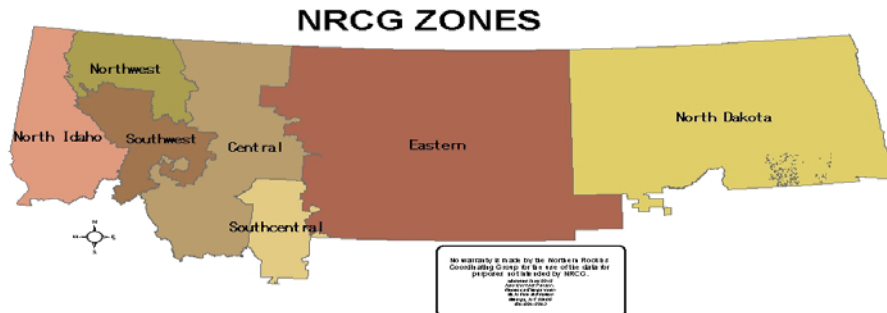 NRCG ZONES
Northwest
North Idaho
Southwest
Central
Eastern
North Dakota
Southcentral
N
S
No warranty is made by the Northern Rockies
Coordinating Group for the use of the data for
purposes not intended by NRCG.